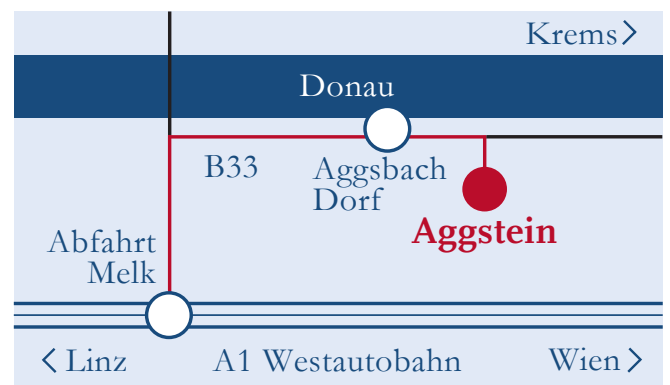 Krems >
Donau
B33
Aggsbach
Dorf
Aggstein
Abfahrt
Melk
< Linz
A1 Westautobahn
Wien >